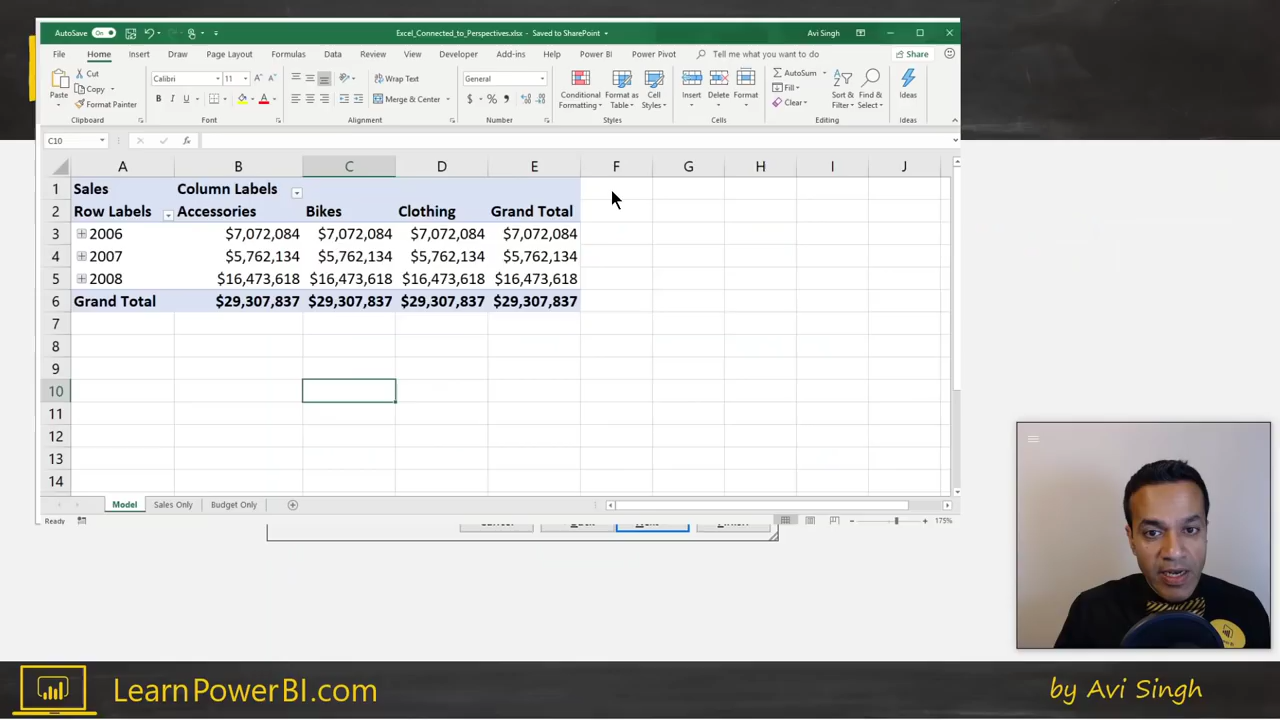 AutoSave On Excel_Connected_to_Perspectives.xlsx - Saved to SharePoint Avi Singh
File Home Insert Draw Page Layout Formulas Data Review View Developer Add-ins Help Power BI Power Pivot Tell me what you want to do Share
Paste Cut Copy Format Painter Clipboard
Calibri 11 B I U A Font
Wrap Text Merge & Center Alignment
General $ % , Number
Conditional Formatting Format as Table Cell Styles Styles
Insert Delete Format Cells
AutoSum Fill Clear Sort & Filter Find & Select Editing
Ideas Ideas
C10 fx
A B C D E F G H I J
1 Sales Column Labels
2 Row Labels Accessories Bikes Clothing Grand Total
3 2006 $7,072,084 $7,072,084 $7,072,084 $7,072,084
4 2007 $5,762,134 $5,762,134 $5,762,134 $5,762,134
5 2008 $16,473,618 $16,473,618 $16,473,618 $16,473,618
6 Grand Total $29,307,837 $29,307,837 $29,307,837 $29,307,837
7
8
9
10
11
12
13
14
Model Sales Only Budget Only
Ready 175%
LearnPowerBI.com by Avi Singh